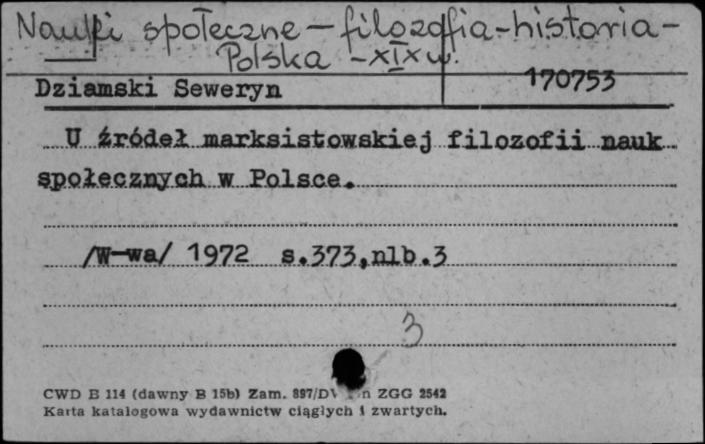 Nauki społeczne - filozofia - historia -
Polska - XIX w.
Dziamski Seweryn 170753
U źródeł marksistowskiej filozofii nauk
społecznych w Polsce.
/W-wa/ 1972 s.373,nlb.3
3
CWD B 114 (dawny B 15b) Zam. 897/D n ZGG 2542
Karta katalogowa wydawnictw ciągłych i zwartych.